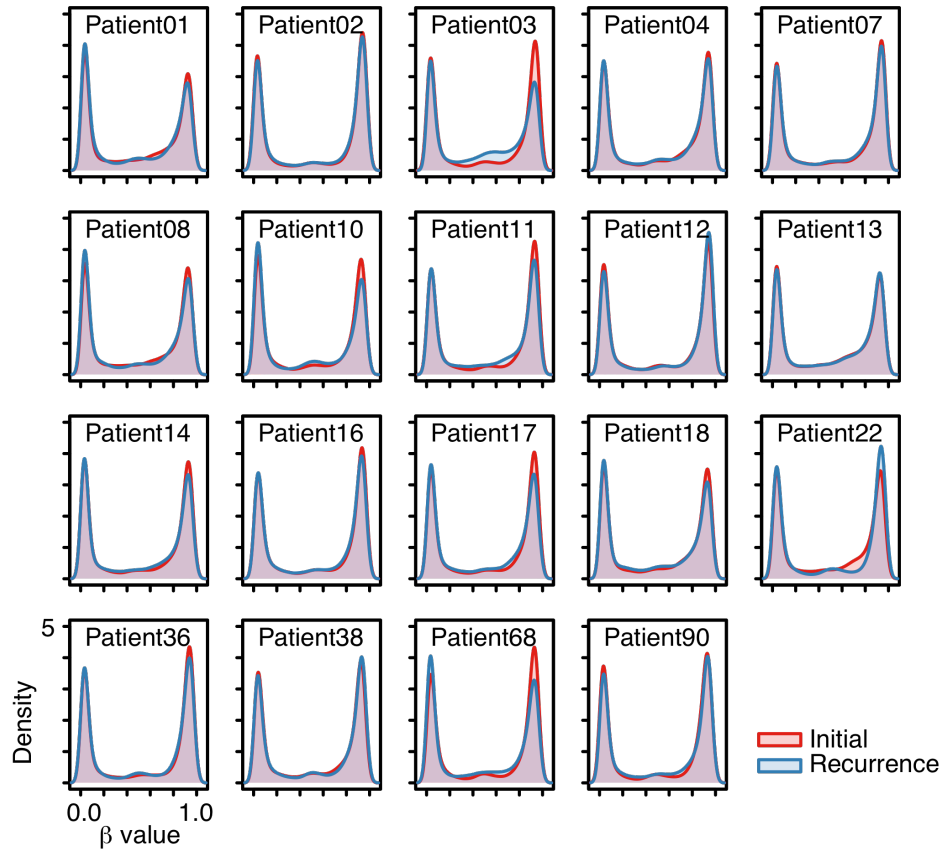 Patient01 Patient02 Patient03 Patient04 Patient07
Patient08 Patient10 Patient11 Patient12 Patient13
Patient14 Patient16 Patient17 Patient18 Patient22
5
Patient36 Patient38 Patient68 Patient90
Density
Initial
Recurrence
0.0 1.0
β value